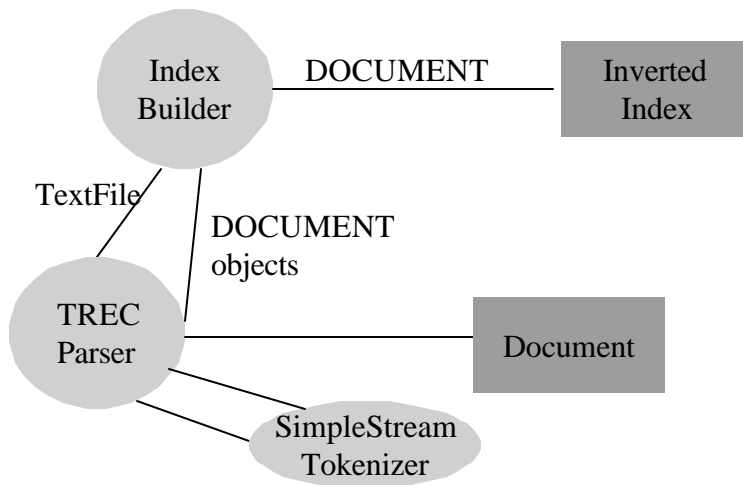 Index
Builder
DOCUMENT
Inverted
Index
TextFile
DOCUMENT
objects
TREC
Parser
Document
SimpleStream
Tokenizer